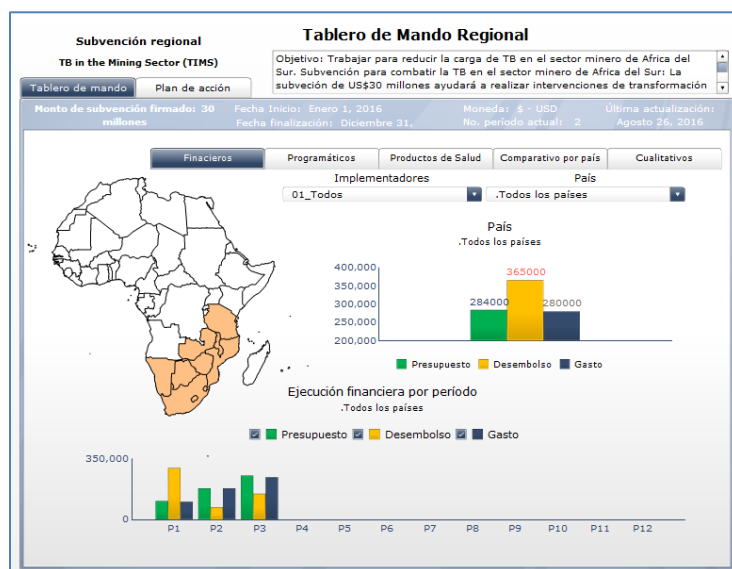 Subvención regional
TB in the Mining Sector (TIMS)
Tablero de Mando Regional
Objetivo: Trabajar para reducir la carga de TB en el sector minero de Africa del
Sur. Subvención para combatir la TB en el sector minero de Africa del Sur: La
subveción de US$30 millones ayudará a realizar intervenciones de transformación
Tablero de mando
Plan de acción
Monto de subvención firmado: 30
millones
Fecha Inicio: Enero 1, 2016
Fecha finalización: Diciembre 31,
Moneda: $ - USD
No. período actual: 2
Última actualización:
Agosto 26, 2016
Finacieros
Programáticos
Productos de Salud
Comparativo por país
Cualitativos
Implementadores
País
01_Todos
.Todos los países
País
.Todos los países
400,000
350,000
300,000
250,000
200,000
284000
365000
280000
Presupuesto Desembolso Gasto
Ejecución financiera por período
.Todos los países
Presupuesto Desembolso Gasto
350,000
0
P1 P2 P3 P4 P5 P6 P7 P8 P9 P10 P11 P12